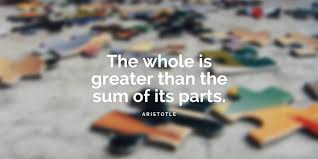 The whole is
greater than the
sum of its parts.
ARISTOTLE